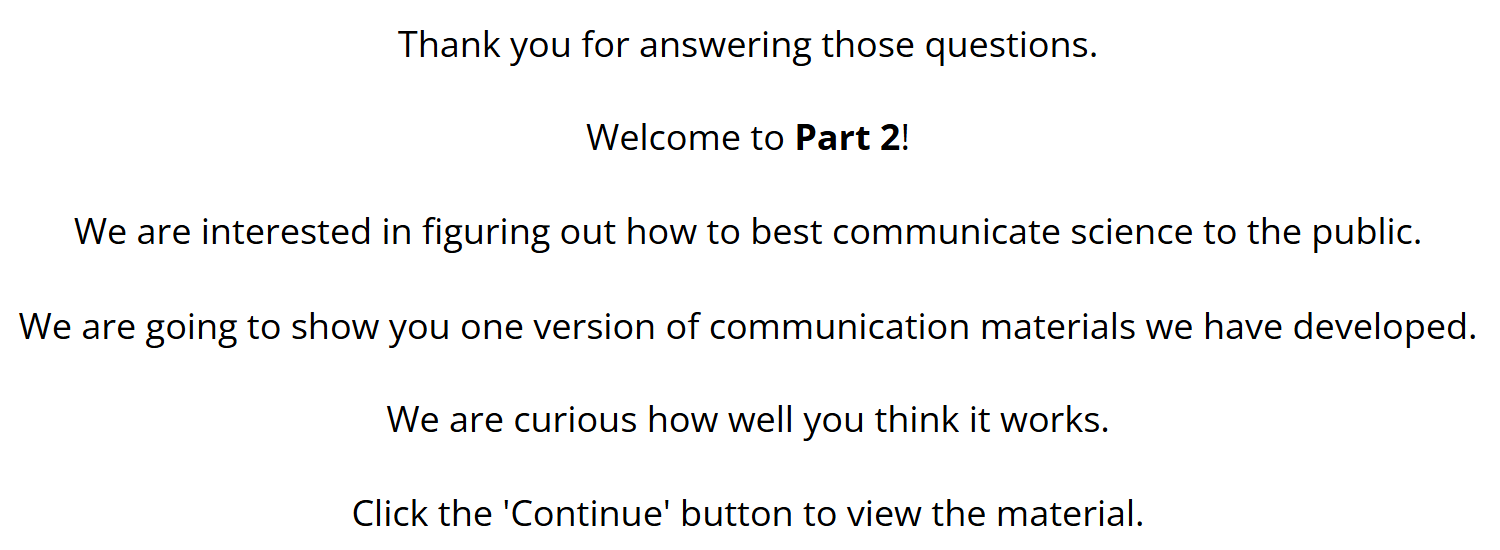 Thank you for answering those questions.
Welcome to Part 2!
We are interested in figuring out how to best communicate science to the public.
We are going to show you one version of communication materials we have developed.
We are curious how well you think it works.
Click the 'Continue' button to view the material.